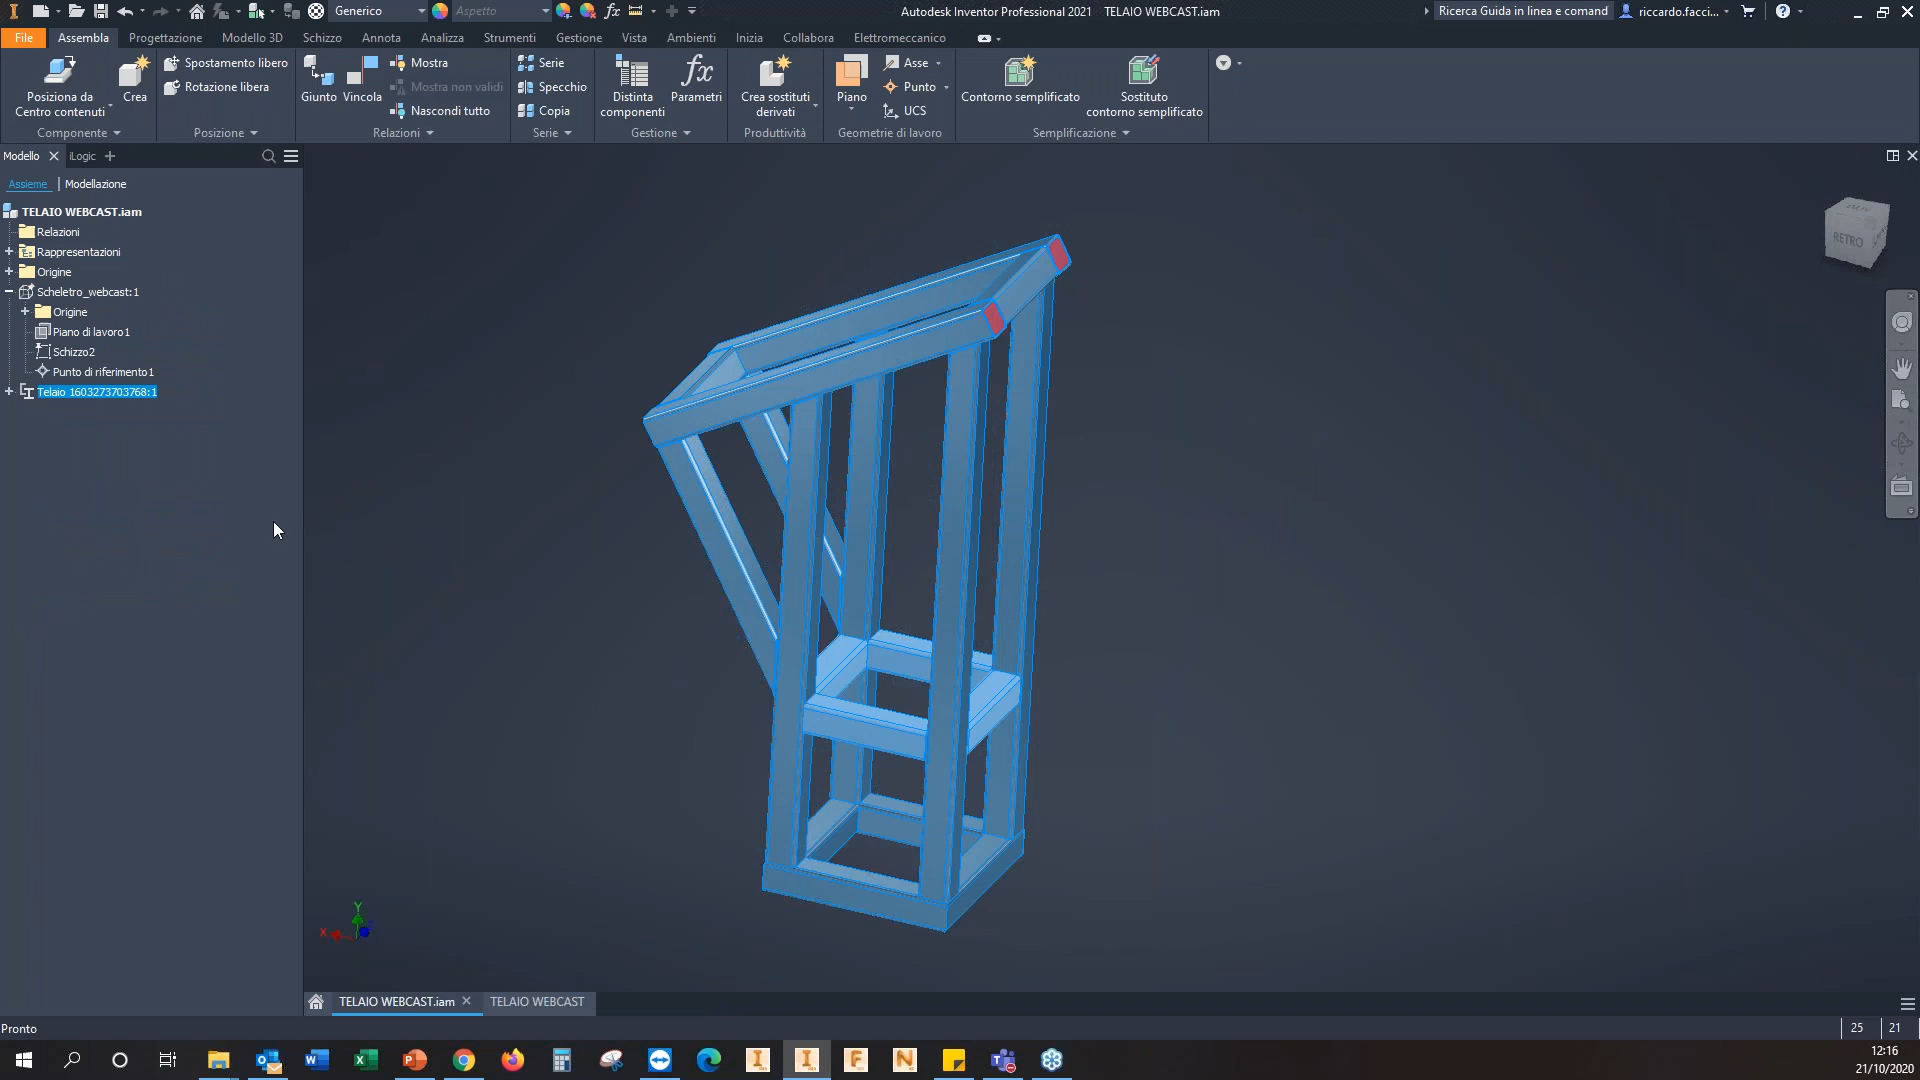 Generico
Aspetto
Autodesk Inventor Professional 2021 TELAIO WEBCAST.iam
Ricerca Guida in linea e comand
riccardo.facci...
File Assembla Progettazione Modello 3D Schizzo Annota Analizza Strumenti Gestione Vista Ambienti Inizia Collabora Elettromeccanico
Posiziona da
Centro contenuti
Crea
Componente
Spostamento libero
Rotazione libera
Posizione
Giunto
Vincola
Mostra
Mostra non validi
Nascondi tutto
Relazioni
Serie
Specchio
Copia
Serie
Distinta
componenti
fx
Parametri
Gestione
Crea sostituti
derivati
Produttività
Piano
Asse
Punto
UCS
Geometrie di lavoro
Contorno semplificato
Sostituto
contorno semplificato
Semplificazione
Modello iLogic
Assieme Modellazione
TELAIO WEBCAST.iam
Relazioni
Rappresentazioni
Origine
Scheletro_webcast:1
Origine
Piano di lavoro1
Schizzo2
Punto di riferimento1
Telaio 1603273703768:1
RETRO
Y
X
TELAIO WEBCAST.iam TELAIO WEBCAST
Pronto
25 21
12:16
21/10/2020